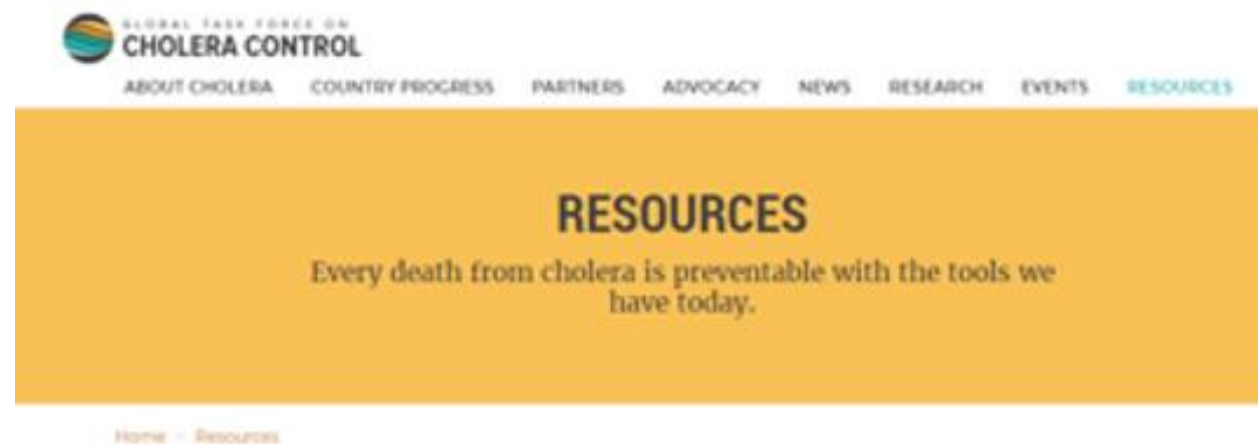 GLOBAL TASK FORCE ON
CHOLERA CONTROL
ABOUT CHOLERA COUNTRY PROGRESS PARTNERS ADVOCACY NEWS RESEARCH EVENTS RESOURCES
RESOURCES
Every death from cholera is preventable with the tools we
have today.
Home - Resources